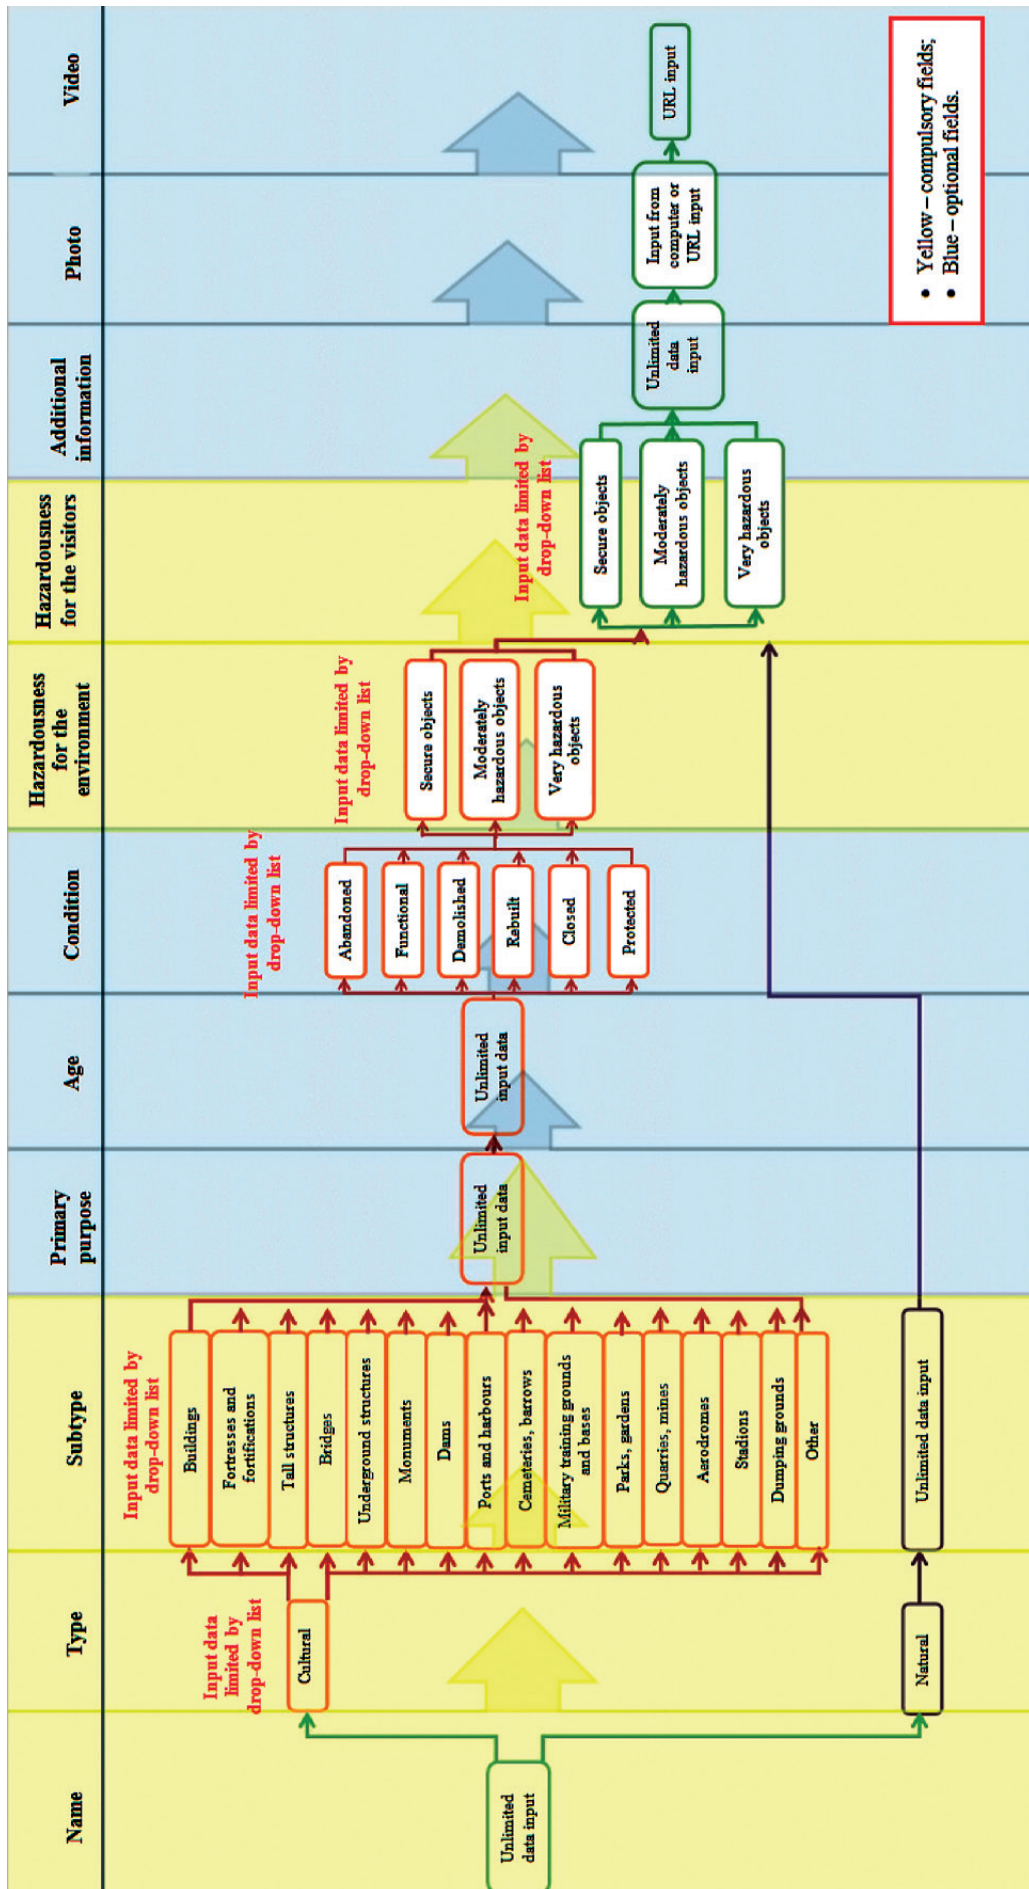 Name
Type
Subtype
Primary
purpose
Age
Condition
Hazardousness
for the
environment
Hazardousness
for the visitors
Additional
information
Photo
Video
Unlimited
data input
Input data
limited by
drop-down list
Cultural
Natural
Input data limited by
drop-down list
Buildings
Fortresses and
fortifications
Tall structures
Bridges
Underground structures
Monuments
Dams
Ports and harbours
Cemeteries, barrows
Military training grounds
and bases
Parks, gardens
Quarries, mines
Aerodromes
Stadions
Dumping grounds
Other
Unlimited data input
Unlimited
input data
Unlimited
input data
Input data limited by
drop-down list
Abandoned
Functional
Demolished
Rebuilt
Closed
Protected
Input data limited by
drop-down list
Secure objects
Moderately
hazardous objects
Very hazardous
objects
Input data limited by
drop-down list
Secure objects
Moderately
hazardous objects
Very hazardous
objects
Unlimited
data
input
Input from
computer or
URL input
URL input
• Yellow – compulsory fields;
• Blue – optional fields.